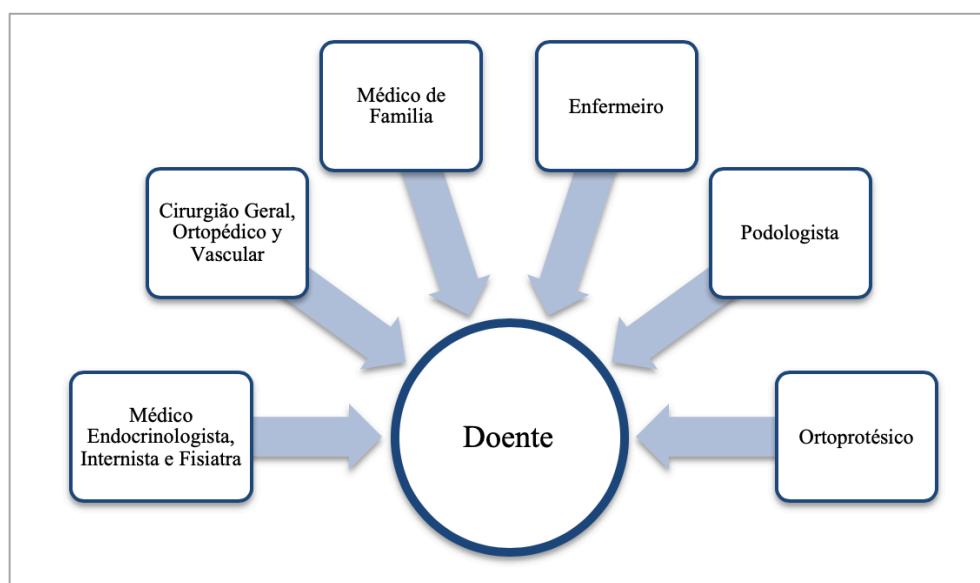 Médico de
Familia
Enfermeiro
Cirurgião Geral,
Ortopédico y
Vascular
Podologista
Médico
Endocrinologista,
Internista e Fisiatra
Doente
Ortoprotésico